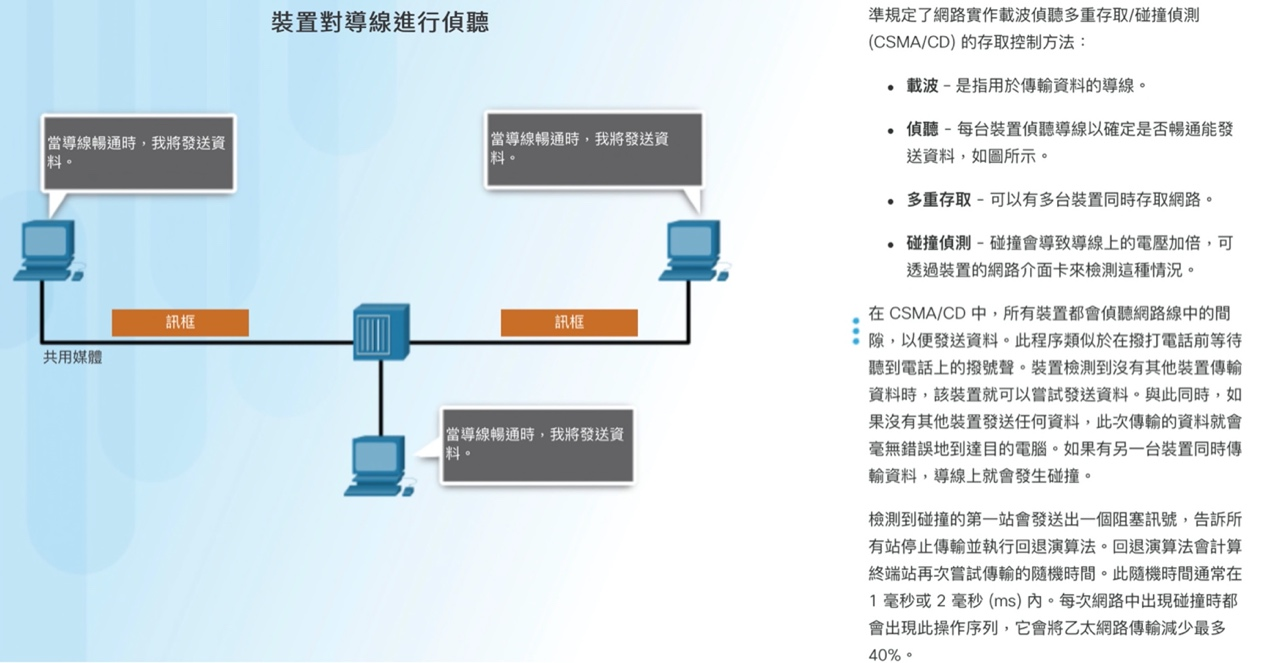 裝置對導線進行偵聽
當導線暢通時，我將發送資
料。
當導線暢通時，我將發送資
料。
訊框
訊框
共用媒體
當導線暢通時，我將發送資
料。
準規定了網路實作載波偵聽多重存取/碰撞偵測
(CSMA/CD) 的存取控制方法：
• 載波 – 是指用於傳輸資料的導線。
• 偵聽 – 每台裝置偵聽導線以確定是否暢通能發
送資料，如圖所示。
• 多重存取 – 可以有多台裝置同時存取網路。
• 碰撞偵測 – 碰撞會導致導線上的電壓加倍，可
透過裝置的網路介面卡來檢測這種情況。
在 CSMA/CD 中，所有裝置都會偵聽網路線中的間
隙，以便發送資料。此程序類似於在撥打電話前等待
聽到電話上的撥號聲。裝置檢測到沒有其他裝置傳輸
資料時，該裝置就可以嘗試發送資料。與此同時，如
果沒有其他裝置發送任何資料，此次傳輸的資料就會
毫無錯誤地到達目的電腦。如果有另一台裝置同時傳
輸資料，導線上就會發生碰撞。
檢測到碰撞的第一站會發送出一個阻塞訊號，告訴所
有站停止傳輸並執行回退演算法。回退演算法會計算
終端站再次嘗試傳輸的隨機時間。此隨機時間通常在
1 毫秒或 2 毫秒 (ms) 內。每次網路中出現碰撞時都
會出現此操作序列，它會將乙太網路傳輸減少最多
40%。